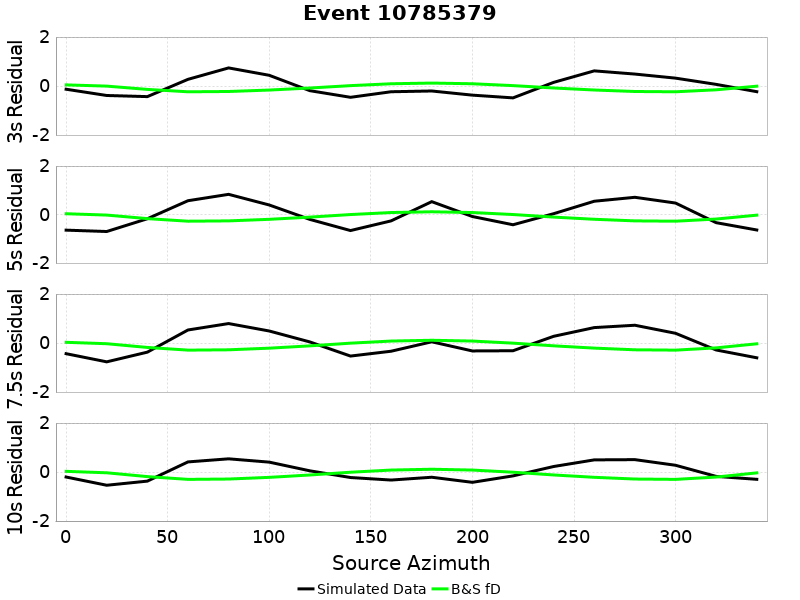 Event 10785379
3s Residual
2
0
-2
5s Residual
2
0
-2
7.5s Residual
2
0
-2
10s Residual
2
0
-2
0 50 100 150 200 250 300
Source Azimuth
Simulated Data B&S fD